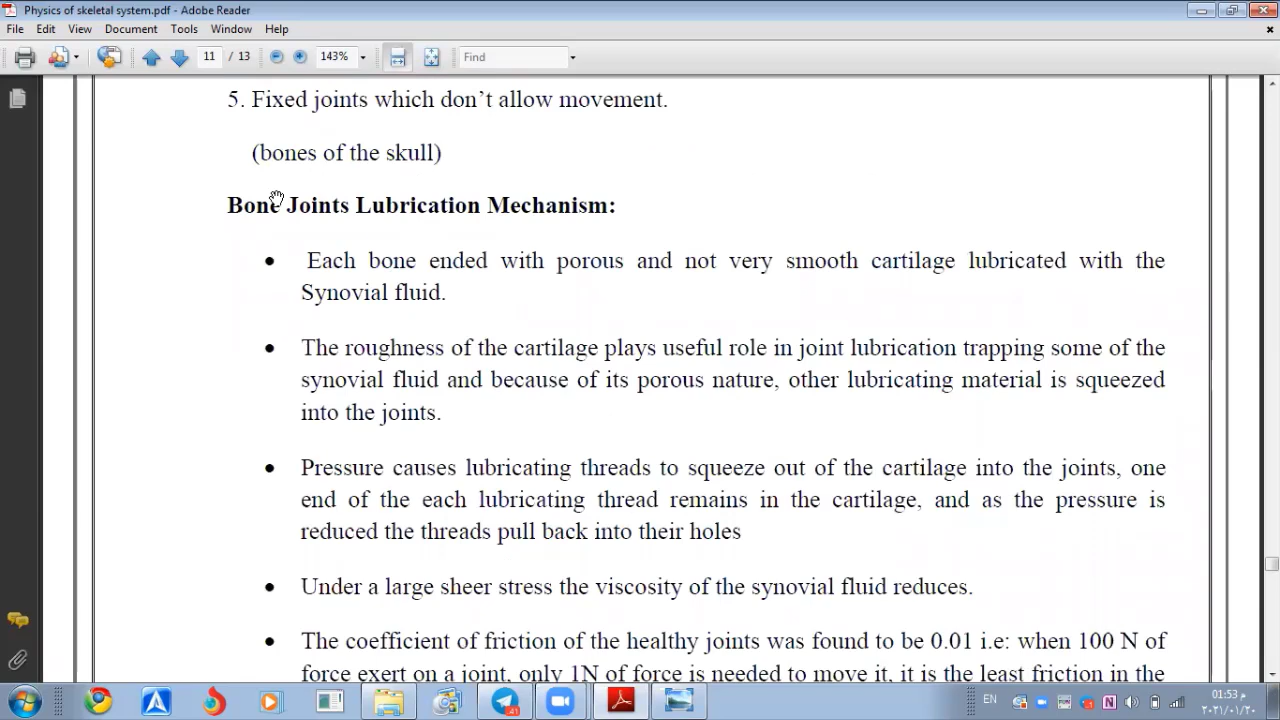 Physics of skeletal system.pdf - Adobe Reader
File Edit View Document Tools Window Help
11 / 13 143% Find
5. Fixed joints which don’t allow movement.
(bones of the skull)
Bone Joints Lubrication Mechanism:
• Each bone ended with porous and not very smooth cartilage lubricated with the
Synovial fluid.
• The roughness of the cartilage plays useful role in joint lubrication trapping some of the
synovial fluid and because of its porous nature, other lubricating material is squeezed
into the joints.
• Pressure causes lubricating threads to squeeze out of the cartilage into the joints, one
end of the each lubricating thread remains in the cartilage, and as the pressure is
reduced the threads pull back into their holes
• Under a large sheer stress the viscosity of the synovial fluid reduces.
• The coefficient of friction of the healthy joints was found to be 0.01 i.e: when 100 N of
force exert on a joint, only 1N of force is needed to move it, it is the least friction in the
EN
01:53 م
٢٠٢١/٠١/٢٠